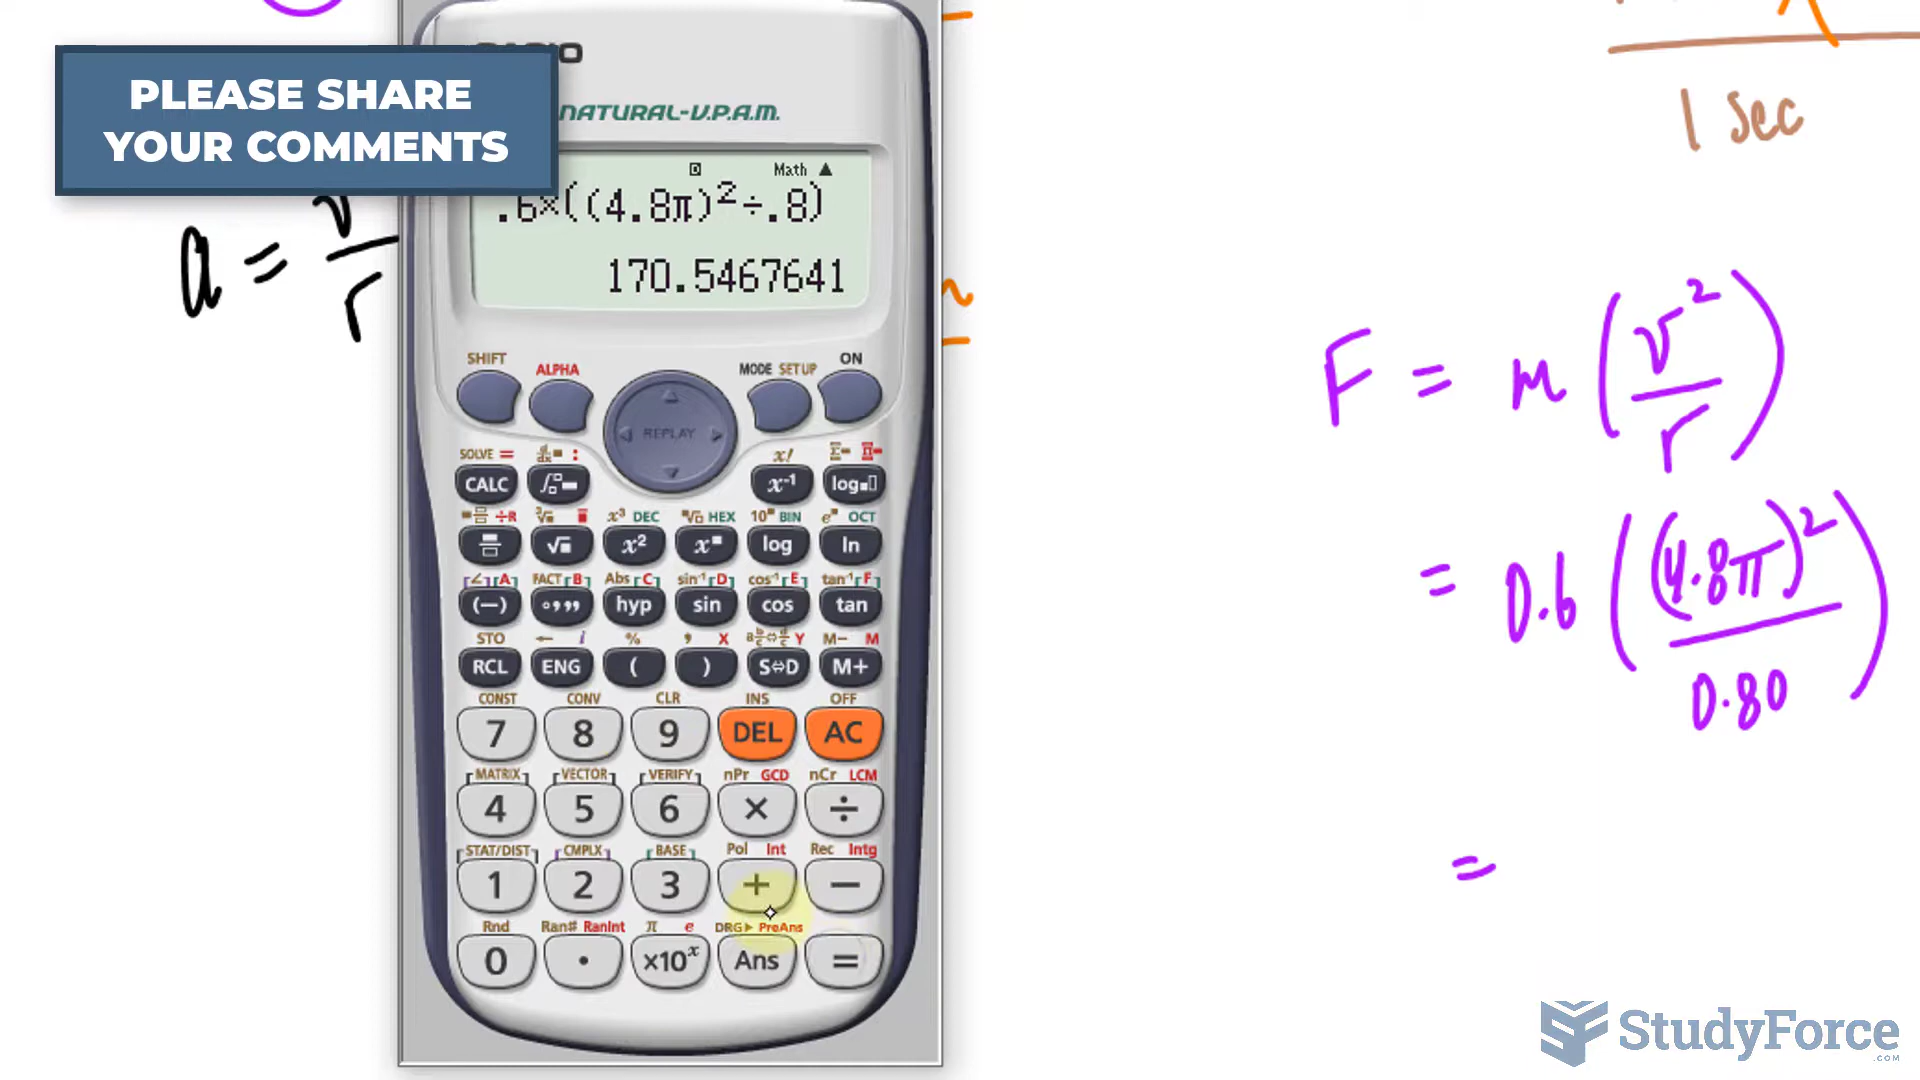 PLEASE SHARE
YOUR COMMENTS
NATURAL-V.P.A.M.
D Math ▲
.6×((4.8π)²÷.8)
170.5467641
SHIFT ALPHA MODE SETUP ON
REPLAY
SOLVE = d/dx : x! Σ Π
CALC ∫ x⁻¹ log
÷R ³√ x³ DEC HEX 10 BIN e OCT
√ x² x log ln
∠ A FACT B Abs C sin⁻¹ D cos⁻¹ E tan⁻¹ F
(−) °,,, hyp sin cos tan
STO ← i % , X Y M− M
RCL ENG ( ) S⇔D M+
CONST CONV CLR INS OFF
7 8 9 DEL AC
MATRIX VECTOR VERIFY nPr GCD nCr LCM
4 5 6 × ÷
STAT/DIST CMPLX BASE Pol Int Rec Intg
1 2 3 + −
Rnd Ran# RanInt π e DRG▶ PreAns
0 . ×10ˣ Ans =
a = v/r
1 sec
F = m (v²/r)
= 0.6 ((4.8π)²/0.80)
=
StudyForce
.COM